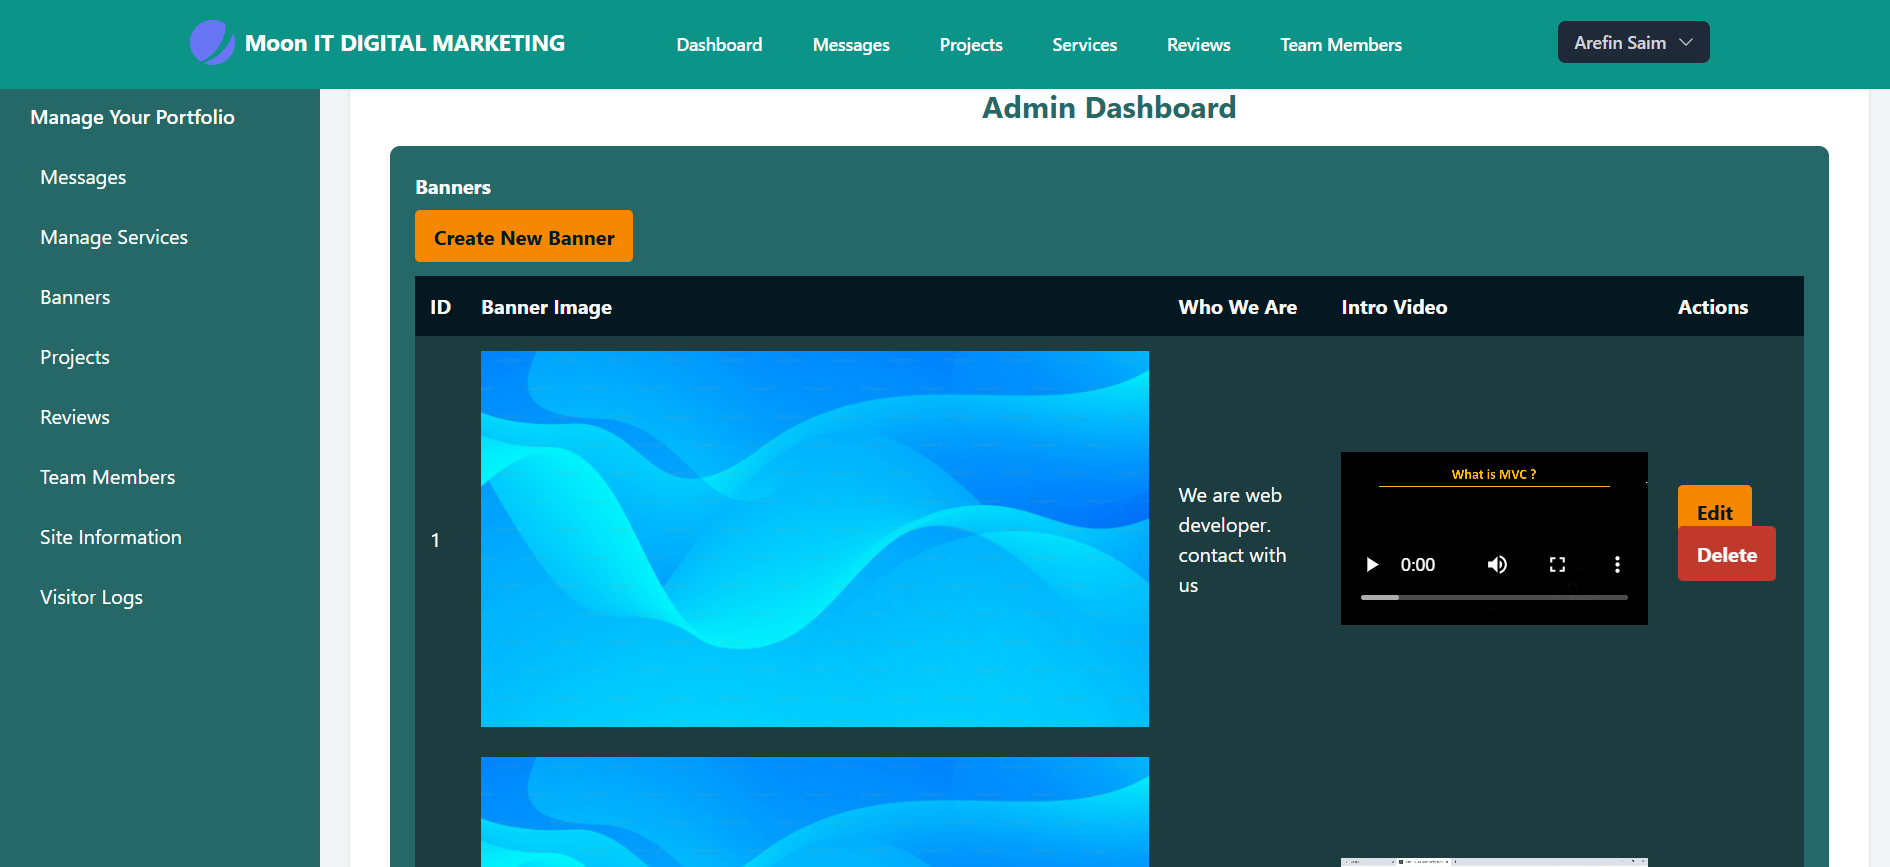 Moon IT DIGITAL MARKETING
Dashboard
Messages
Projects
Services
Reviews
Team Members
Arefin Saim
Manage Your Portfolio
Messages
Manage Services
Banners
Projects
Reviews
Team Members
Site Information
Visitor Logs
Admin Dashboard
Banners
Create New Banner
ID
Banner Image
Who We Are
Intro Video
Actions
1
We are web
developer.
contact with
us
What is MVC ?
0:00
Edit
Delete